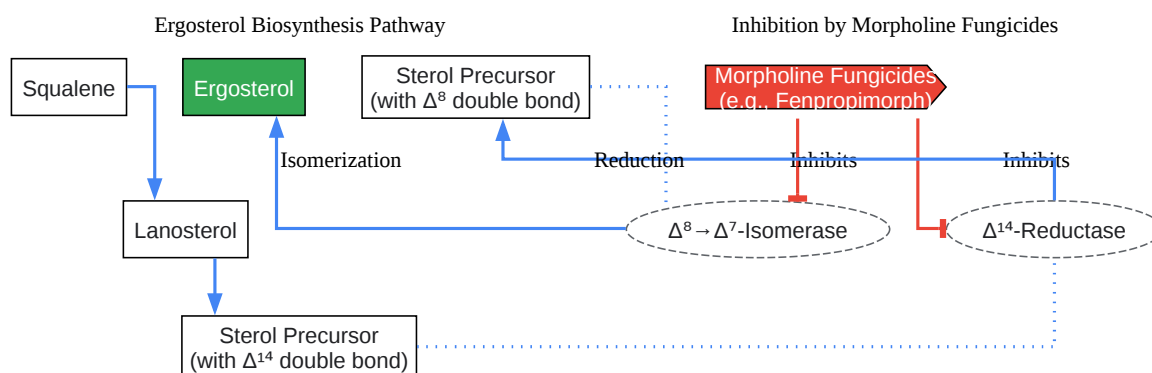 Ergosterol Biosynthesis Pathway
Inhibition by Morpholine Fungicides
Squalene
Ergosterol
Sterol Precursor
(with Δ⁸ double bond)
Morpholine Fungicides
(e.g., Fenpropimorph)
Isomerization
Reduction
Inhibits
Inhibits
Lanosterol
Δ⁸→Δ⁷-Isomerase
Δ¹⁴-Reductase
Sterol Precursor
(with Δ¹⁴ double bond)